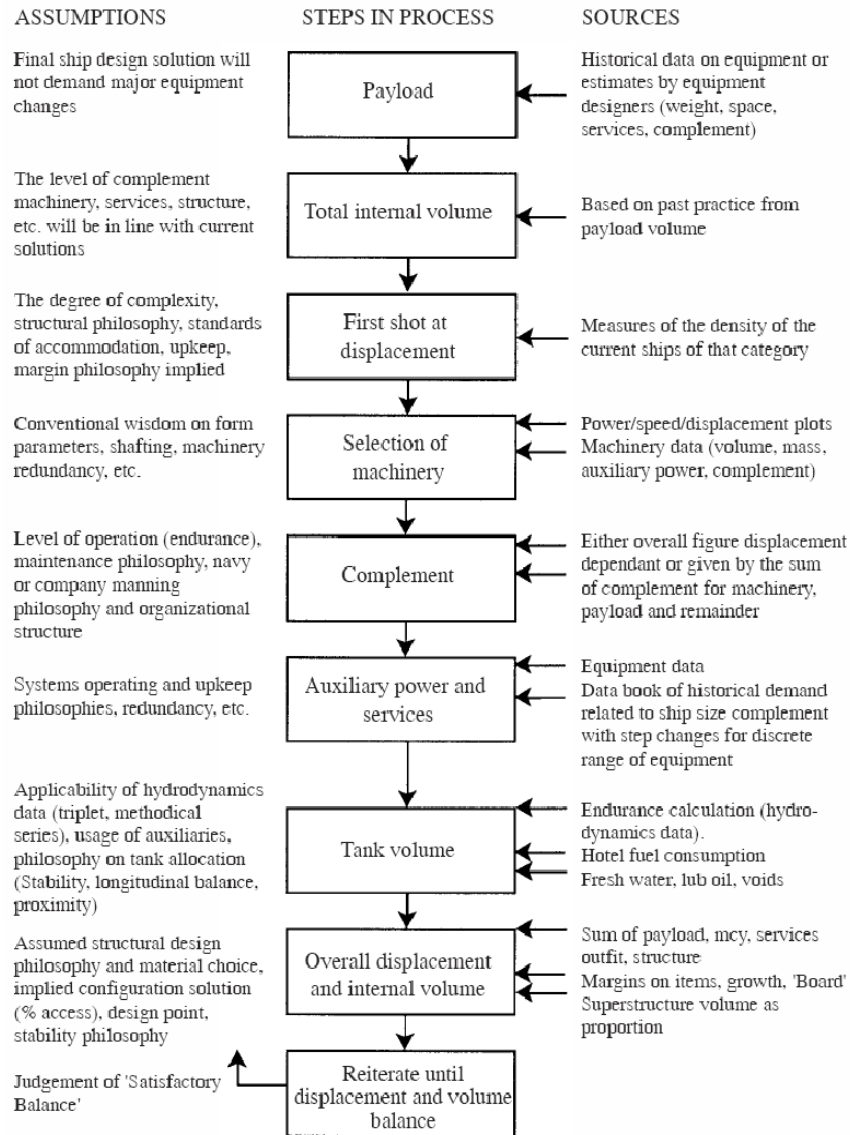 ASSUMPTIONS
STEPS IN PROCESS
SOURCES
Final ship design solution will
not demand major equipment
changes
Payload
Historical data on equipment or
estimates by equipment
designers (weight, space,
services, complement)
The level of complement
machinery, services, structure,
etc. will be in line with current
solutions
Total internal volume
Based on past practice from
payload volume
The degree of complexity,
structural philosophy, standards
of accommodation, upkeep,
margin philosophy implied
First shot at
displacement
Measures of the density of the
current ships of that category
Conventional wisdom on form
parameters, shafting, machinery
redundancy, etc.
Selection of
machinery
Power/speed/displacement plots
Machinery data (volume, mass,
auxiliary power, complement)
Level of operation (endurance),
maintenance philosophy, navy
or company manning
philosophy and organizational
structure
Complement
Either overall figure displacement
dependant or given by the sum
of complement for machinery,
payload and remainder
Systems operating and upkeep
philosophies, redundancy, etc.
Auxiliary power and
services
Equipment data
Data book of historical demand
related to ship size complement
with step changes for discrete
range of equipment
Applicability of hydrodynamics
data (triplet, methodical
series), usage of auxiliaries,
philosophy on tank allocation
(Stability, longitudinal balance,
proximity)
Tank volume
Endurance calculation (hydro-
dynamics data).
Hotel fuel consumption
Fresh water, lub oil, voids
Assumed structural design
philosophy and material choice,
implied configuration solution
(% access), design point,
stability philosophy
Overall displacement
and internal volume
Sum of payload, mcy, services
outfit, structure
Margins on items, growth, 'Board'
Superstructure volume as
proportion
Judgement of 'Satisfactory
Balance'
Reiterate until
displacement and volume
balance